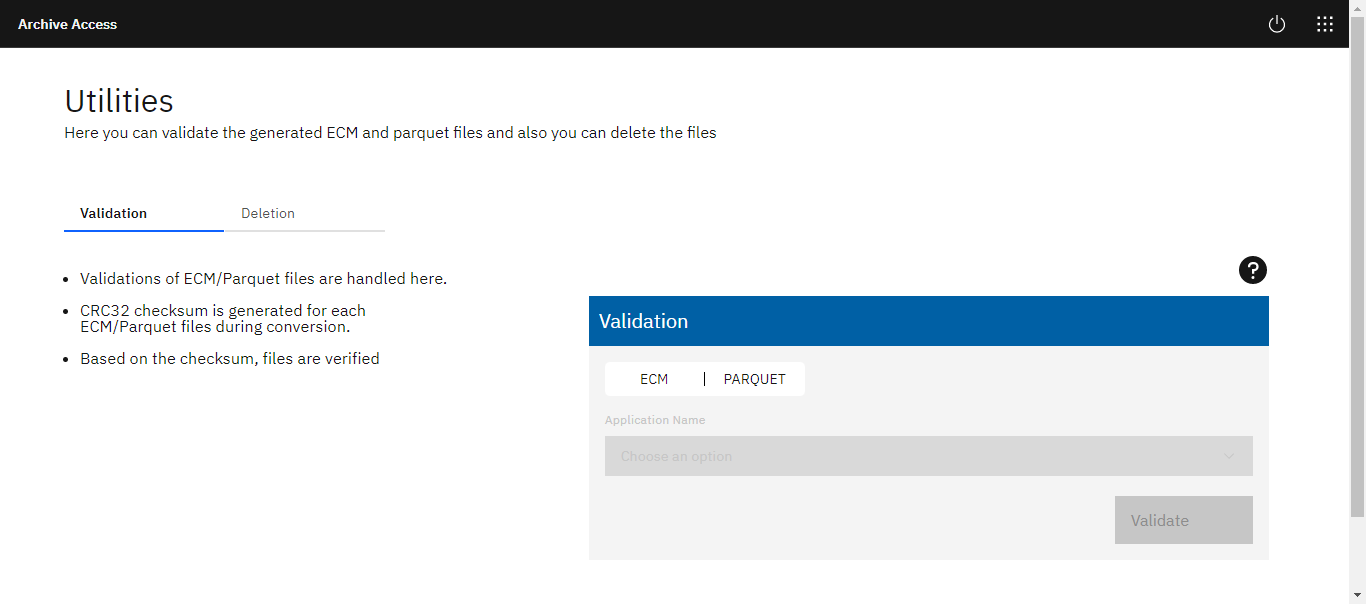 Archive Access
Utilities
Here you can validate the generated ECM and parquet files and also you can delete the files
Validation
Deletion
Validations of ECM/Parquet files are handled here.
CRC32 checksum is generated for each
ECM/Parquet files during conversion.
Based on the checksum, files are verified
?
Validation
ECM | PARQUET
Application Name
Choose an option
Validate